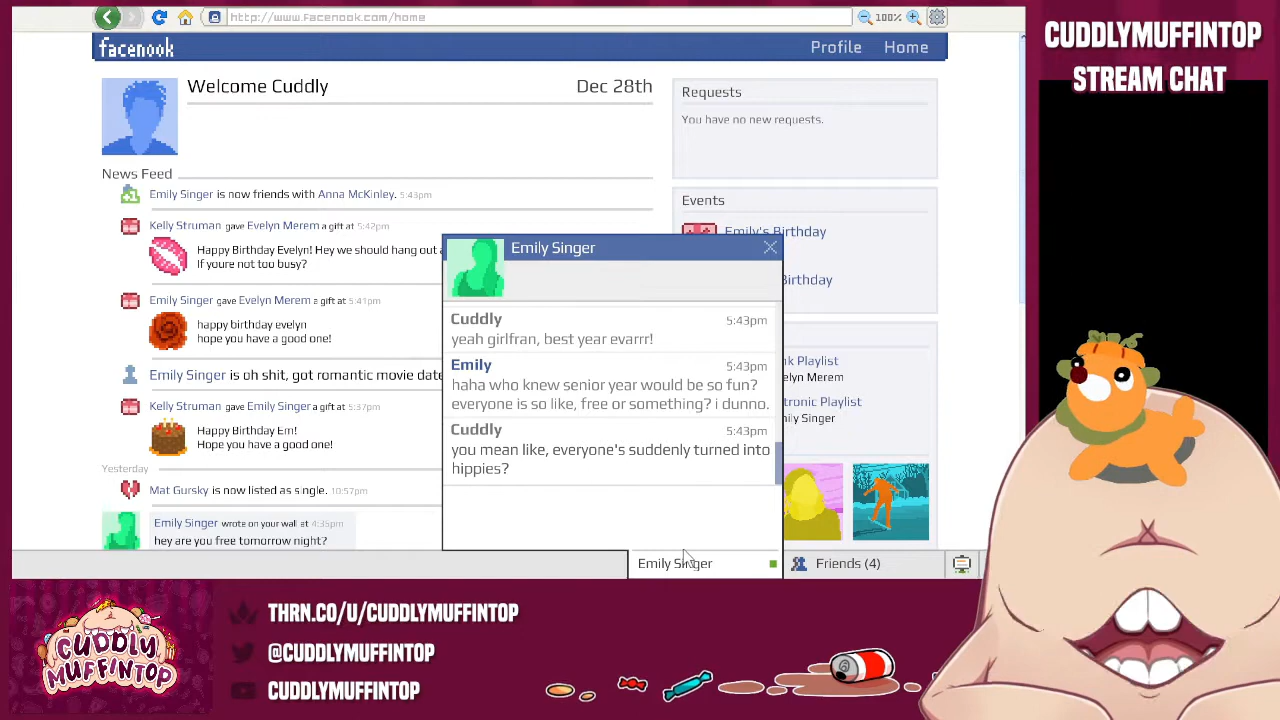 http://www.Facenook.com/home
100%
facenook
Profile
Home
Welcome Cuddly
Dec 28th
News Feed
Emily Singer is now friends with Anna McKinley. 5:43pm
Kelly Struman gave Evelyn Merem a gift at 5:42pm
Happy Birthday Evelyn! Hey we should hang out
If youre not too busy?
Emily Singer gave Evelyn Merem a gift at 5:41pm
happy birthday evelyn
hope you have a good one!
Emily Singer is oh shit, got romantic movie date
Kelly Struman gave Emily Singer a gift at 5:37pm
Happy Birthday Em!
Hope you have a good one!
Yesterday
Mat Gursky is now listed as single. 10:57pm
Emily Singer wrote on your wall at 4:35pm
hey are you free tomorrow night?
Requests
You have no new requests.
Events
Emily's Birthday
Birthday
Playlist
Playlist
Emily Singer
Cuddly
5:43pm
yeah girlfran, best year evarrr!
Emily
5:43pm
haha who knew senior year would be so fun?
everyone is so like, free or something? i dunno.
Cuddly
5:43pm
you mean like, everyone's suddenly turned into
hippies?
Emily Singer
Friends (4)
CUDDLYMUFFINTOP
STREAM CHAT
CUDDLY
MUFFINTOP
THRN.CO/U/CUDDLYMUFFINTOP
@CUDDLYMUFFINTOP
CUDDLYMUFFINTOP